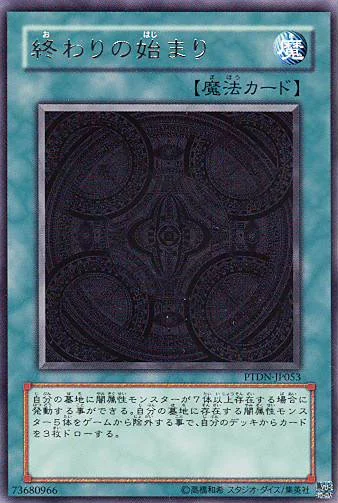 終わりの始まり
魔
【魔法カード】
PTDN-JP053
自分の墓地に闇属性モンスターが7体以上存在する場合に
発動する事ができる。自分の墓地に存在する闇属性モンス
ター5体をゲームから除外する事で、自分のデッキからカード
を3枚ドローする。
73680966
©高橋和希 スタジオ・ダイス/集英社